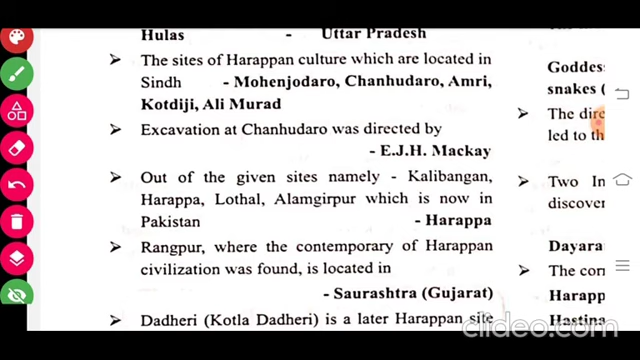 Hulas - Uttar Pradesh
➤ The sites of Harappan culture which are located in
Sindh - Mohenjodaro, Chanhudaro, Amri,
Kotdiji, Ali Murad
➤ Excavation at Chanhudaro was directed by
- E.J.H. Mackay
➤ Out of the given sites namely - Kalibangan,
Harappa, Lothal, Alamgirpur which is now in
Pakistan - Harappa
➤ Rangpur, where the contemporary of Harappan
civilization was found, is located in
- Saurashtra (Gujarat)
➤ Dadheri (Kotla Dadheri) is a later Harappan site
Goddes
snakes (
➤ The dire
led to th
➤ Two In
discover
Dayara
➤ The com
Harapp
Hastina
clideo.com